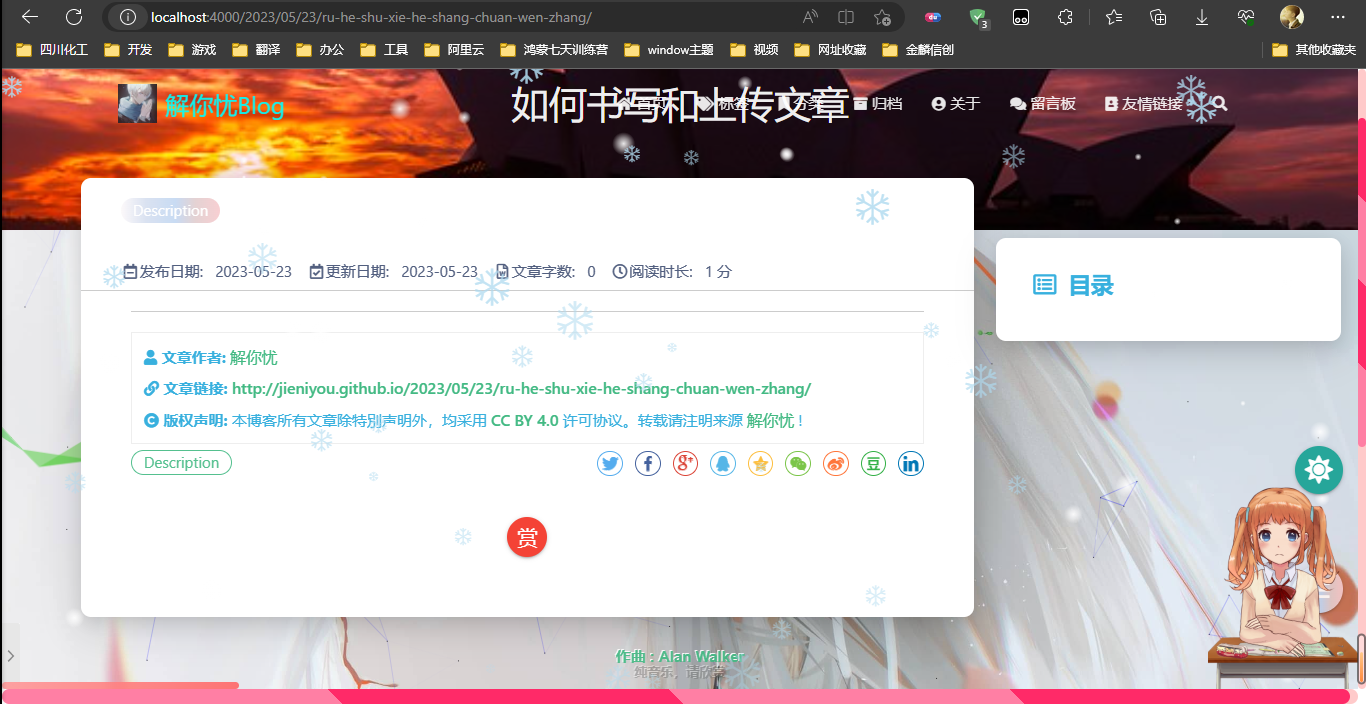 localhost:4000/2023/05/23/ru-he-shu-xie-he-shang-chuan-wen-zhang/
3
四川化工 开发 游戏 翻译 办公 工具 阿里云 鸿蒙七天训练营 window主题 视频 网址收藏 金麟信创 其他收藏夹
解你忧Blog
如何书写和上传文章
首页 标签 分类 归档 关于 留言板 友情链接
Description
发布日期: 2023-05-23 更新日期: 2023-05-23 文章字数: 0 阅读时长: 1 分
目录
文章作者: 解你忧
文章链接: http://jieniyou.github.io/2023/05/23/ru-he-shu-xie-he-shang-chuan-wen-zhang/
版权声明: 本博客所有文章除特别声明外，均采用 CC BY 4.0 许可协议。转载请注明来源 解你忧 !
Description
豆
赏
作曲 : Alan Walker
纯音乐，请欣赏